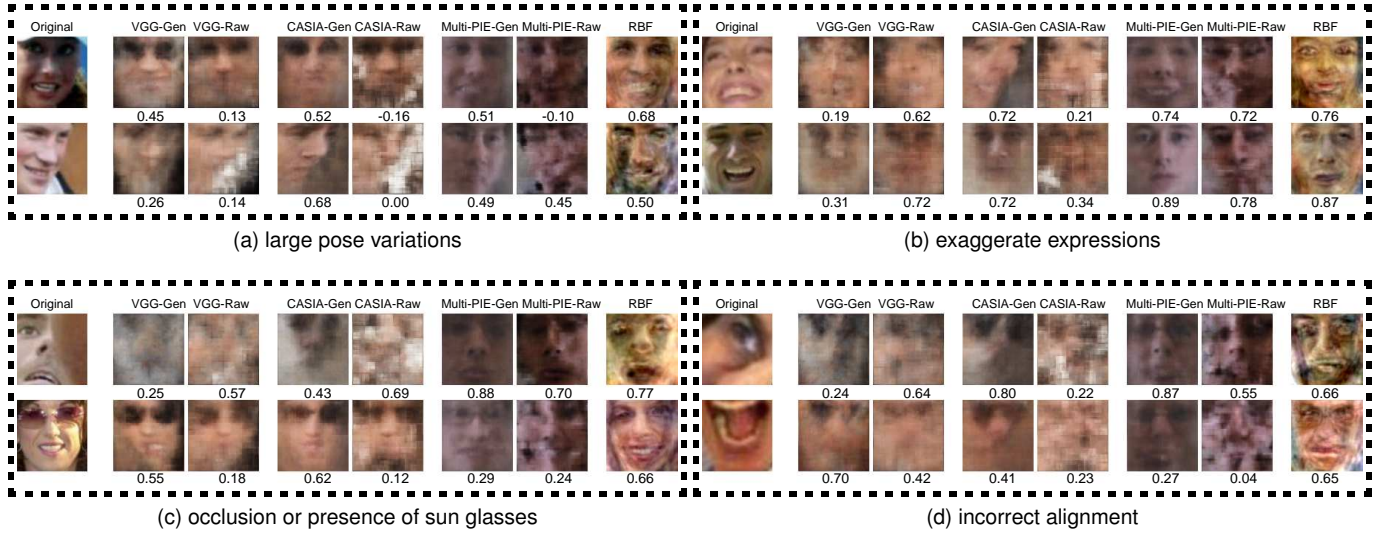 Original VGG-Gen VGG-Raw CASIA-Gen CASIA-Raw Multi-PIE-Gen Multi-PIE-Raw RBF
0.45 0.13 0.52 -0.16 0.51 -0.10 0.68
0.26 0.14 0.68 0.00 0.49 0.45 0.50
(a) large pose variations
Original VGG-Gen VGG-Raw CASIA-Gen CASIA-Raw Multi-PIE-Gen Multi-PIE-Raw RBF
0.19 0.62 0.72 0.21 0.74 0.72 0.76
0.31 0.72 0.72 0.34 0.89 0.78 0.87
(b) exaggerate expressions
Original VGG-Gen VGG-Raw CASIA-Gen CASIA-Raw Multi-PIE-Gen Multi-PIE-Raw RBF
0.25 0.57 0.43 0.69 0.88 0.70 0.77
0.55 0.18 0.62 0.12 0.29 0.24 0.66
(c) occlusion or presence of sun glasses
Original VGG-Gen VGG-Raw CASIA-Gen CASIA-Raw Multi-PIE-Gen Multi-PIE-Raw RBF
0.24 0.64 0.80 0.22 0.87 0.55 0.66
0.70 0.42 0.41 0.23 0.27 0.04 0.65
(d) incorrect alignment